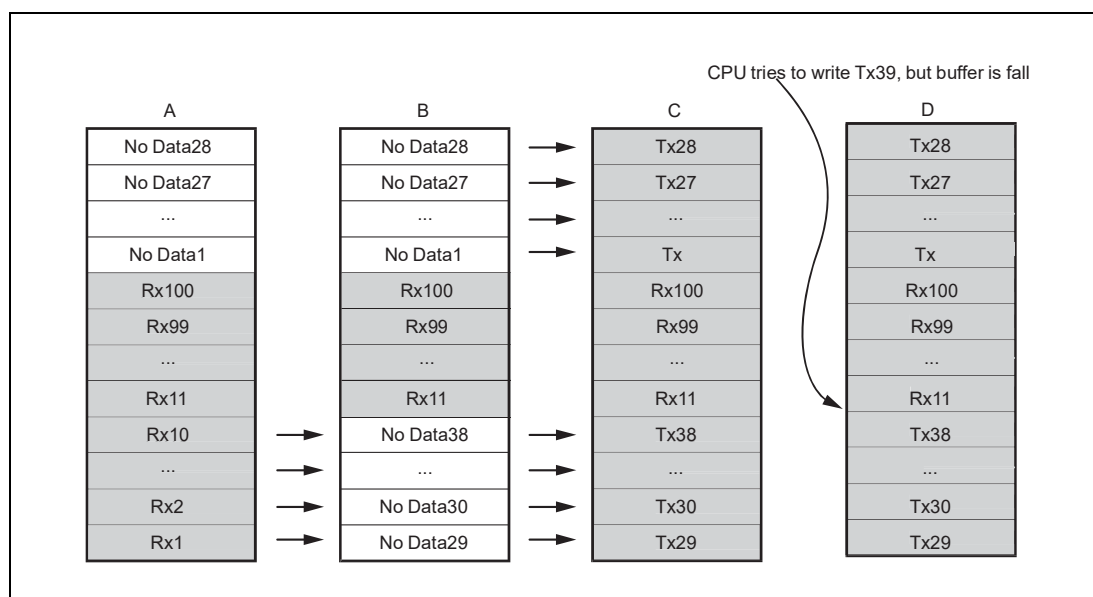 CPU tries to write Tx39, but buffer is fall
A B C D
No Data28 No Data28 Tx28 Tx28
No Data27 No Data27 Tx27 Tx27
... ... ... ...
No Data1 No Data1 Tx Tx
Rx100 Rx100 Rx100 Rx100
Rx99 Rx99 Rx99 Rx99
... ... ... ...
Rx11 Rx11 Rx11 Rx11
Rx10 No Data38 Tx38 Tx38
... ... ... ...
Rx2 No Data30 Tx30 Tx30
Rx1 No Data29 Tx29 Tx29